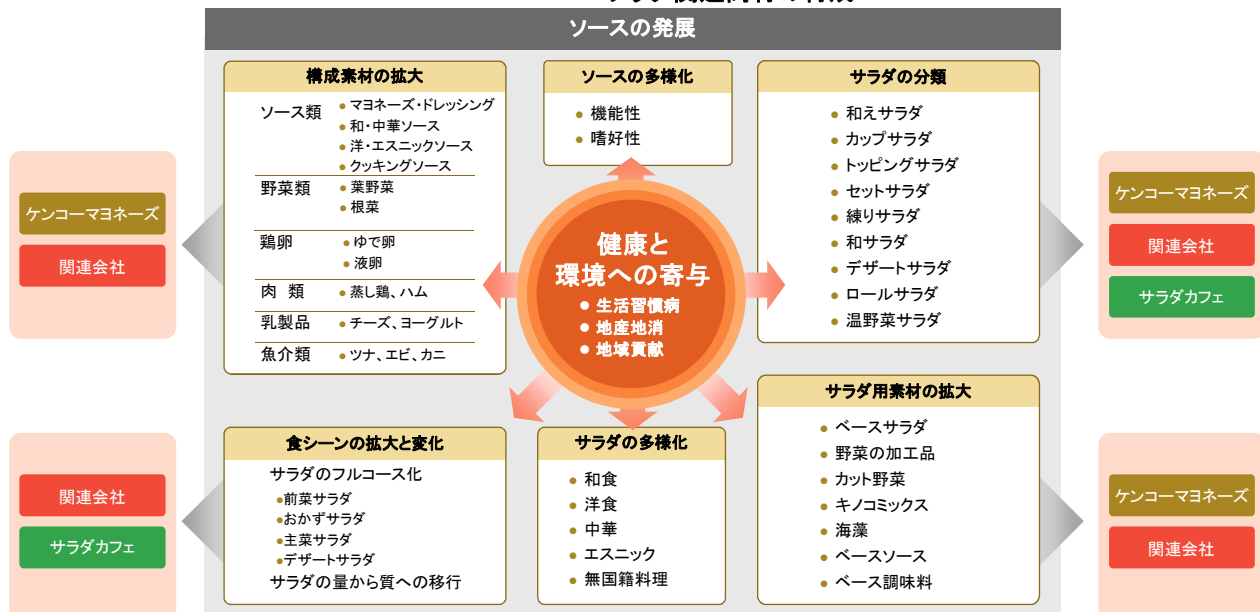 ソースの発展
構成素材の拡大
ソース類
● マヨネーズ・ドレッシング
● 和・中華ソース
● 洋・エスニックソース
● クッキングソース
野菜類
● 葉野菜
● 根菜
鶏卵
● ゆで卵
● 液卵
肉 類
● 蒸し鶏、ハム
乳製品
● チーズ、ヨーグルト
魚介類
● ツナ、エビ、カニ
ソースの多様化
● 機能性
● 嗜好性
サラダの分類
● 和えサラダ
● カップサラダ
● トッピングサラダ
● セットサラダ
● 練りサラダ
● 和サラダ
● デザートサラダ
● ロールサラダ
● 温野菜サラダ
ケンコーマヨネーズ
関連会社
健康と
環境への寄与
● 生活習慣病
● 地産地消
● 地域貢献
ケンコーマヨネーズ
関連会社
サラダカフェ
食シーンの拡大と変化
サラダのフルコース化
●前菜サラダ
●おかずサラダ
●主菜サラダ
●デザートサラダ
サラダの量から質への移行
サラダの多様化
● 和食
● 洋食
● 中華
● エスニック
● 無国籍料理
サラダ用素材の拡大
● ベースサラダ
● 野菜の加工品
● カット野菜
● キノコミックス
● 海藻
● ベースソース
● ベース調味料
関連会社
サラダカフェ
ケンコーマヨネーズ
関連会社